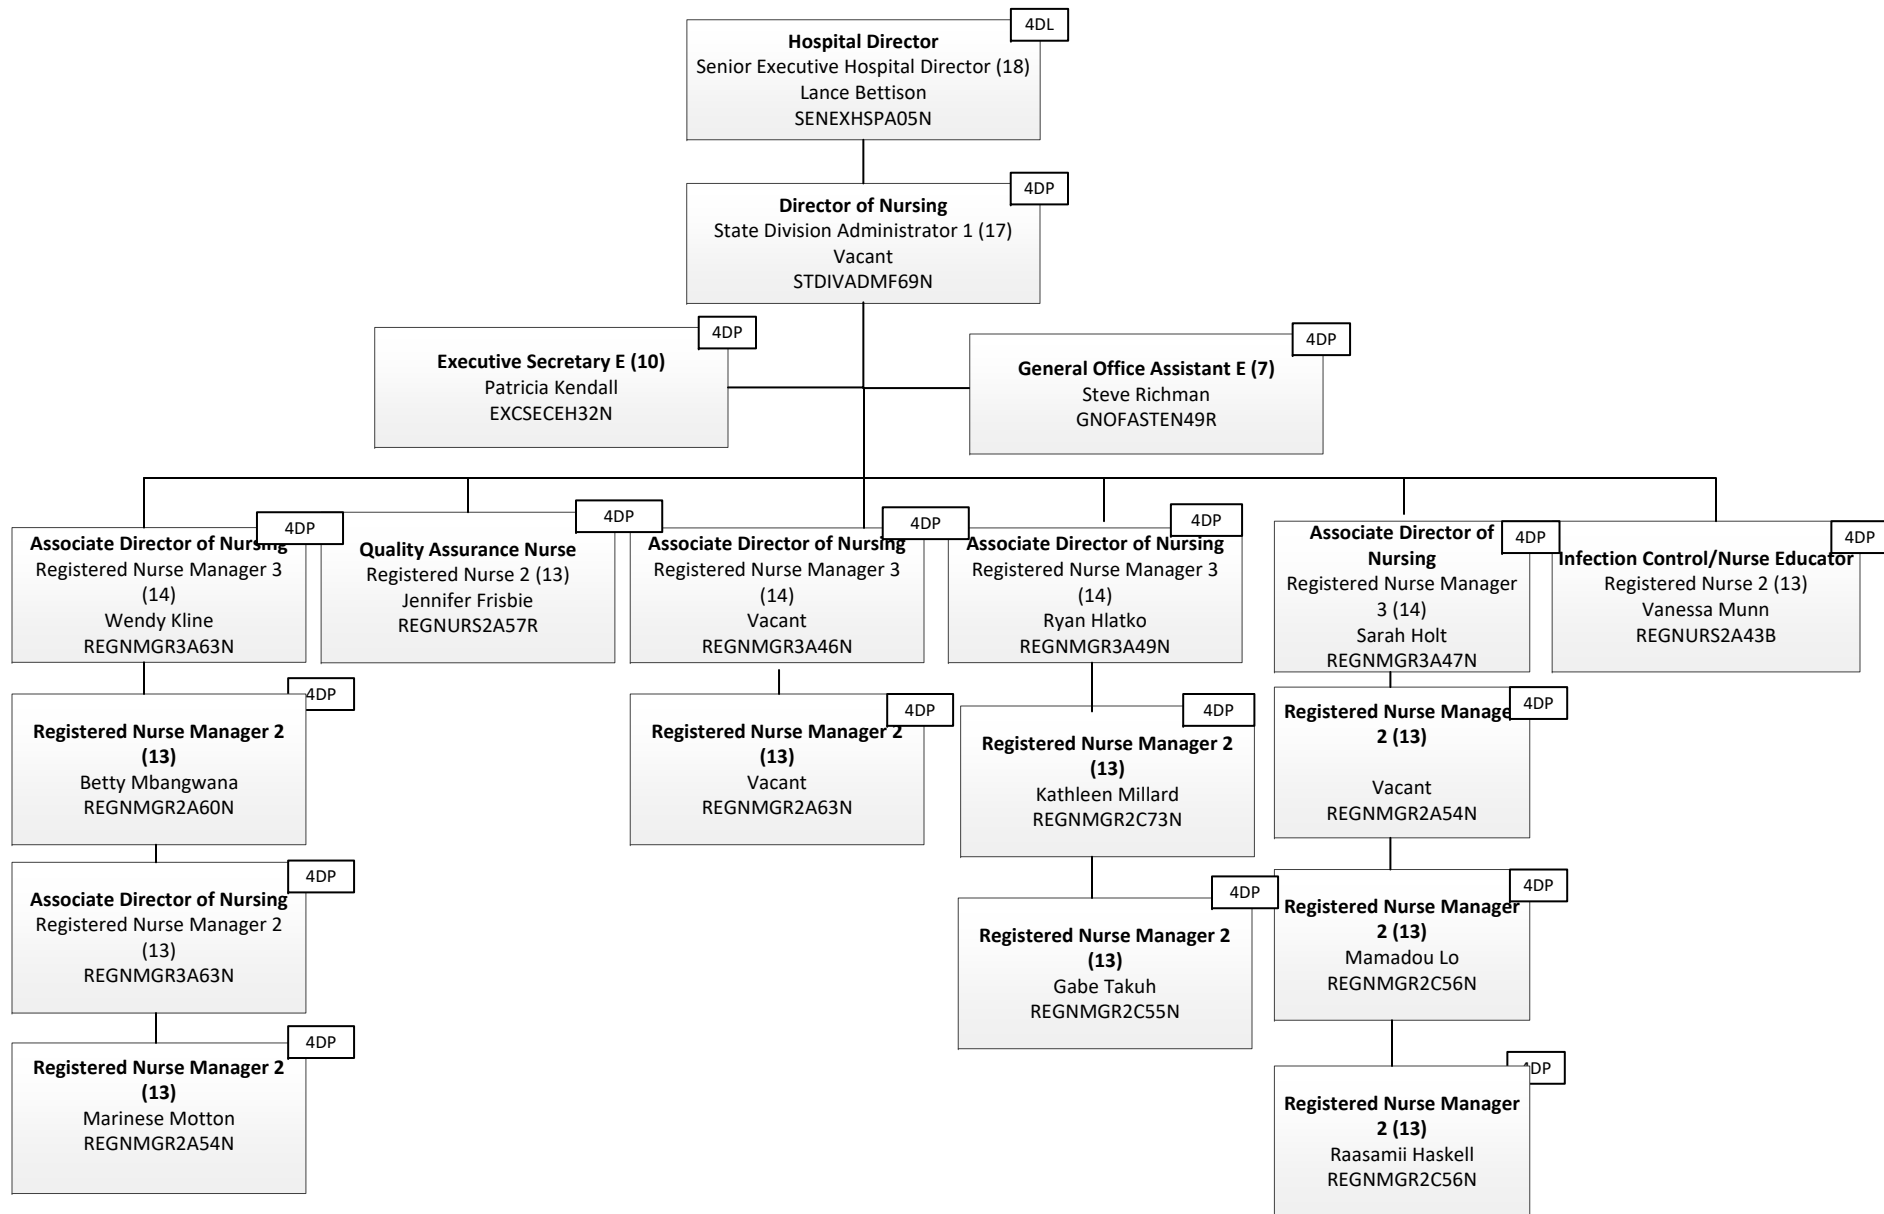 4DL
Hospital Director
Senior Executive Hospital Director (18)
Lance Bettison
SENEXHSPA05N
4DP
Director of Nursing
State Division Administrator 1 (17)
Vacant
STDIVADMF69N
4DP
Executive Secretary E (10)
Patricia Kendall
EXCSECEH32N
4DP
General Office Assistant E (7)
Steve Richman
GNOFASTEN49R
4DP
Associate Director of Nursing
Registered Nurse Manager 3
(14)
Wendy Kline
REGNMGR3A63N
4DP
Quality Assurance Nurse
Registered Nurse 2 (13)
Jennifer Frisbie
REGNURS2A57R
4DP
Associate Director of Nursing
Registered Nurse Manager 3
(14)
Vacant
REGNMGR3A46N
4DP
Associate Director of Nursing
Registered Nurse Manager 3
(14)
Ryan Hlatko
REGNMGR3A49N
4DP
Associate Director of
Nursing
Registered Nurse Manager
3 (14)
Sarah Holt
REGNMGR3A47N
4DP
Infection Control/Nurse Educator
Registered Nurse 2 (13)
Vanessa Munn
REGNURS2A43B
4DP
Registered Nurse Manager 2
(13)
Betty Mbangwana
REGNMGR2A60N
4DP
Registered Nurse Manager 2
(13)
Vacant
REGNMGR2A63N
4DP
Registered Nurse Manager 2
(13)
Kathleen Millard
REGNMGR2C73N
4DP
Registered Nurse Manage
2 (13)
Vacant
REGNMGR2A54N
4DP
Associate Director of Nursing
Registered Nurse Manager 2
(13)
REGNMGR3A63N
4DP
Registered Nurse Manager 2
(13)
Gabe Takuh
REGNMGR2C55N
4DP
Registered Nurse Manager
2 (13)
Mamadou Lo
REGNMGR2C56N
4DP
Registered Nurse Manager 2
(13)
Marinese Motton
REGNMGR2A54N
4DP
Registered Nurse Manager
2 (13)
Raasamii Haskell
REGNMGR2C56N